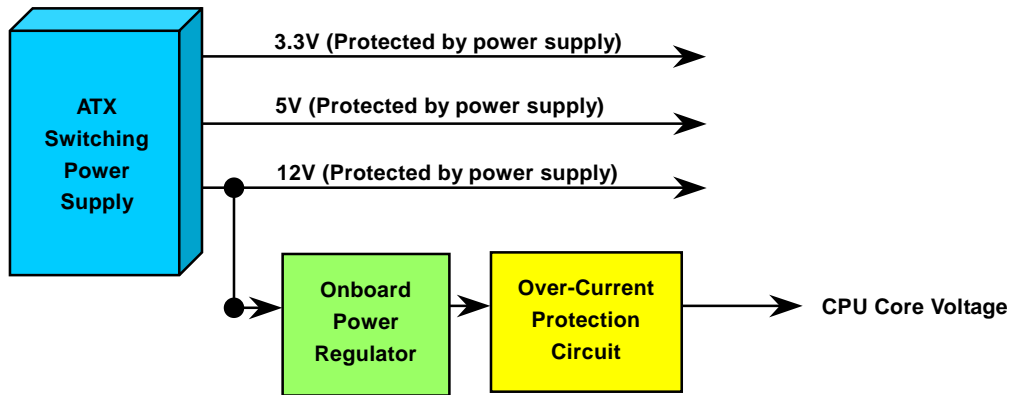 3.3V (Protected by power supply)
ATX
Switching
Power
Supply
5V (Protected by power supply)
12V (Protected by power supply)
Onboard
Power
Regulator
Over-Current
Protection
Circuit
CPU Core Voltage